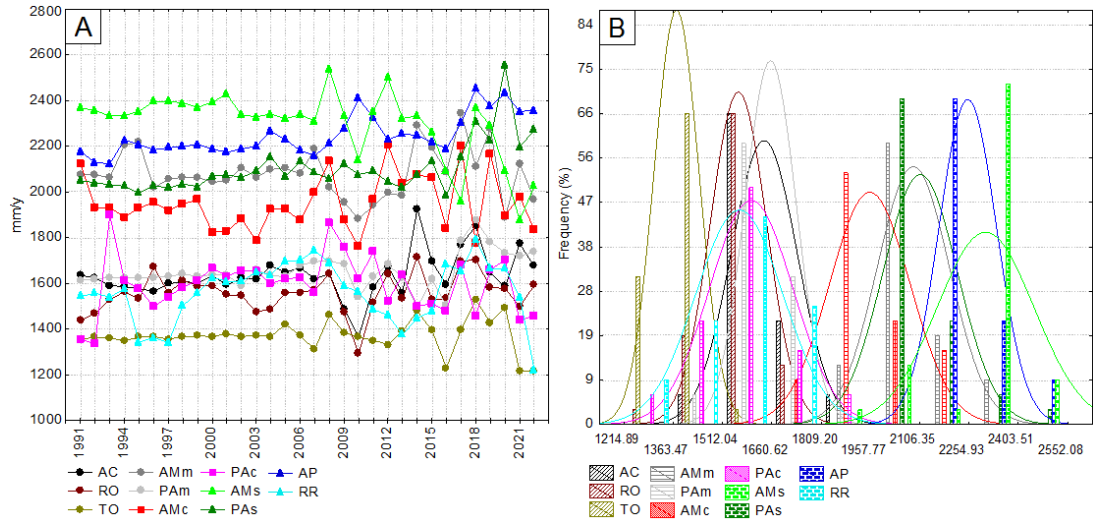 A
mm/y
2800
2600
2400
2200
2000
1800
1600
1400
1200
1000
1991
1994
1997
2000
2003
2006
2009
2012
2015
2018
2021
AC AMm PAc AP
RO PAm AMs RR
TO AMc PAs
B
Frequency (%)
84
75
66
56
47
38
28
19
9
0
1214.89 1512.04 1809.20 2106.35 2403.51
1363.47 1660.62 1957.77 2254.93 2552.08
AC AMm PAc AP
RO PAm AMs RR
TO AMc PAs